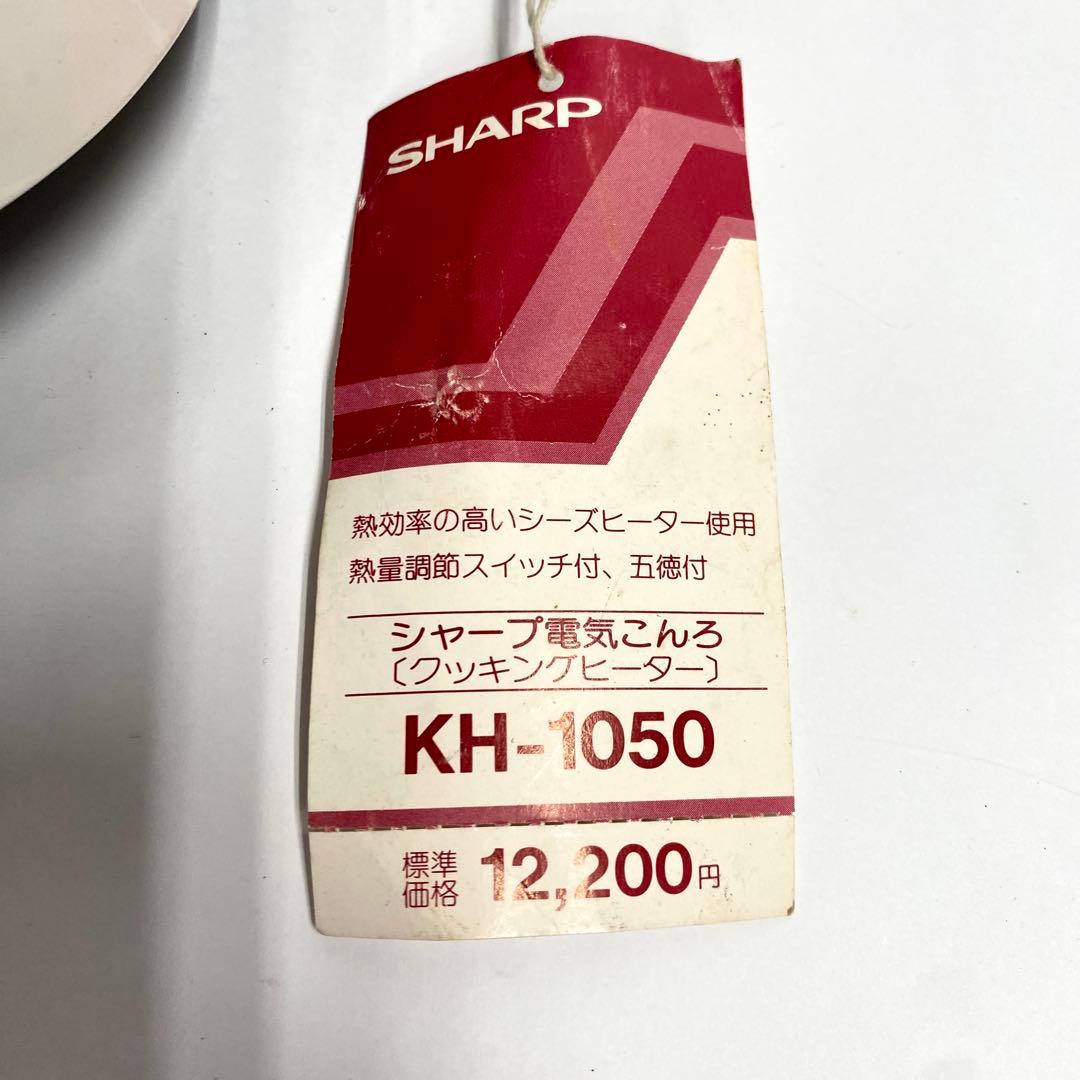 SHARP
熱効率の高いシーズヒーター使用
熱量調節スイッチ付、五徳付
シャープ電気こんろ
〔クッキングヒーター〕
KH-1050
標準価格 12,200円